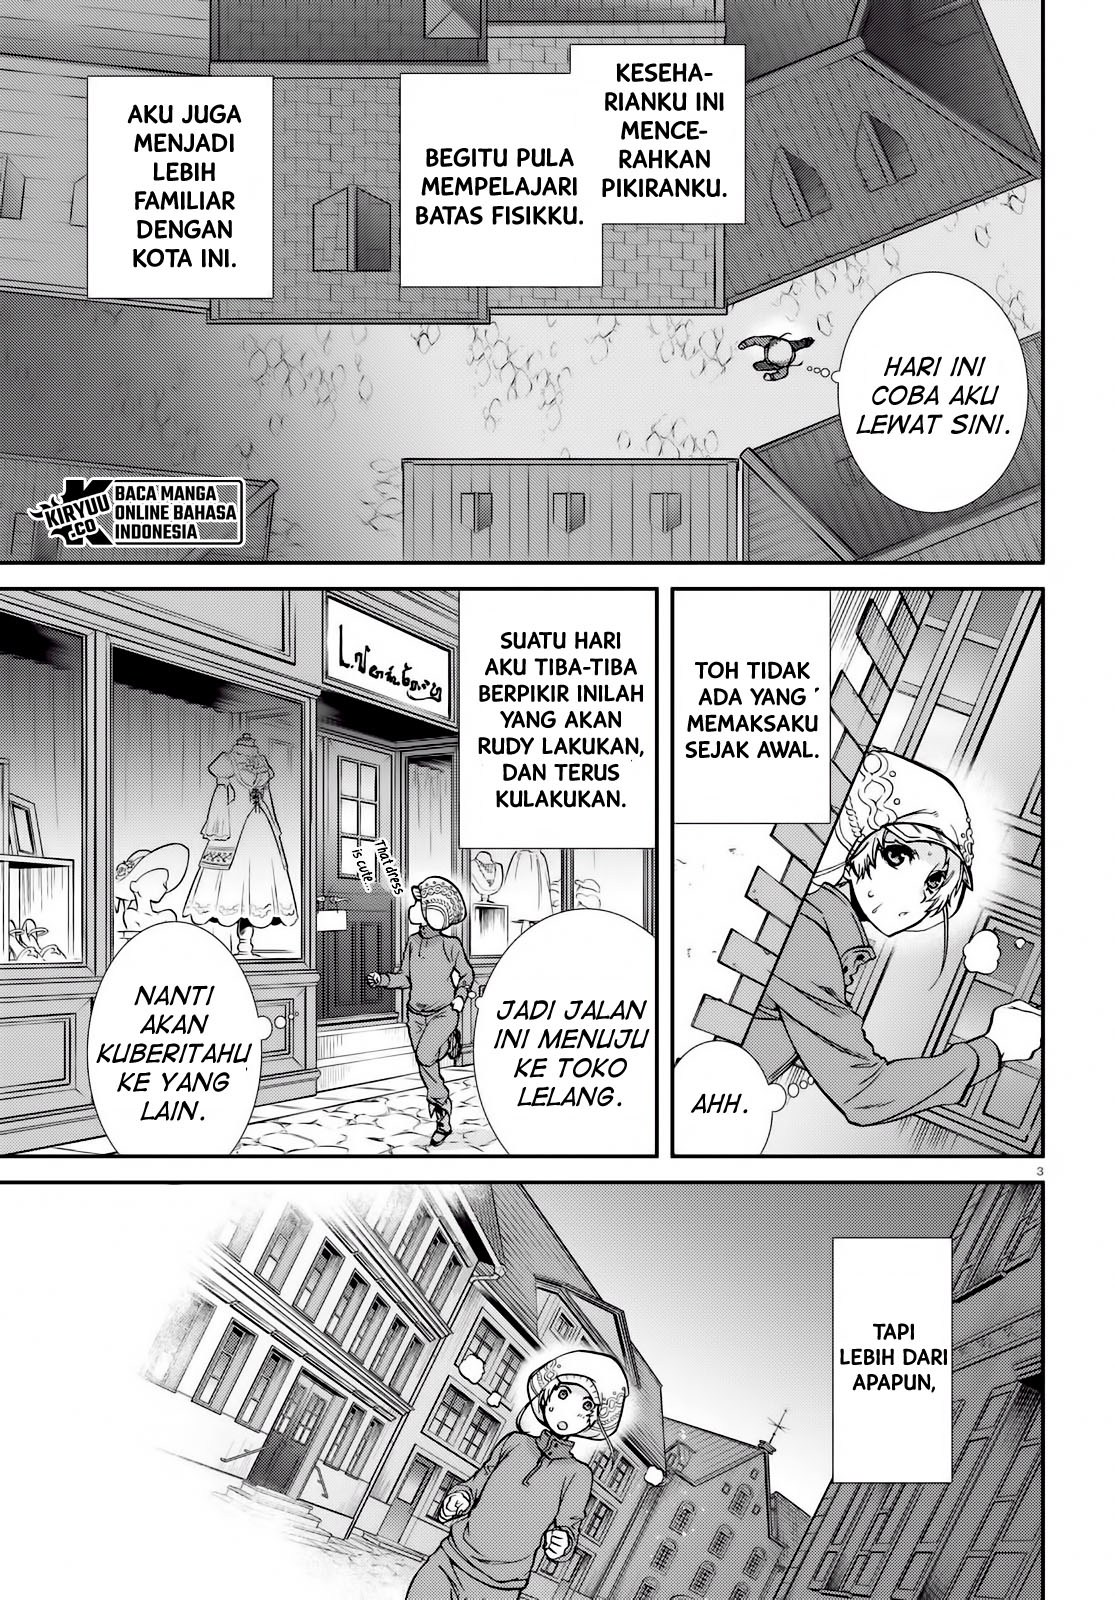 KESEHA-
RIANKU INI
MENCE-
RAHKAN
PIKIRANKU.
BEGITU PULA
MEMPELAJARI
BATAS FISIKKU.
AKU JUGA
MENJADI
LEBIH
FAMILIAR
DENGAN
KOTA INI.
HARI INI
COBA AKU
LEWAT SINI.
KIRYUU
.CO
BACA MANGA
ONLINE BAHASA
INDONESIA
TOH TIDAK
ADA YANG
MEMAKSAKU
SEJAK AWAL.
AHH.
SUATU HARI
AKU TIBA-TIBA
BERPIKIR INILAH
YANG AKAN
RUDY LAKUKAN,
DAN TERUS
KULAKUKAN.
That dress
is cute...
JADI JALAN
INI MENUJU
KE TOKO
LELANG.
NANTI
AKAN
KUBERITAHU
KE YANG
LAIN.
3
TAPI
LEBIH DARI
APAPUN,